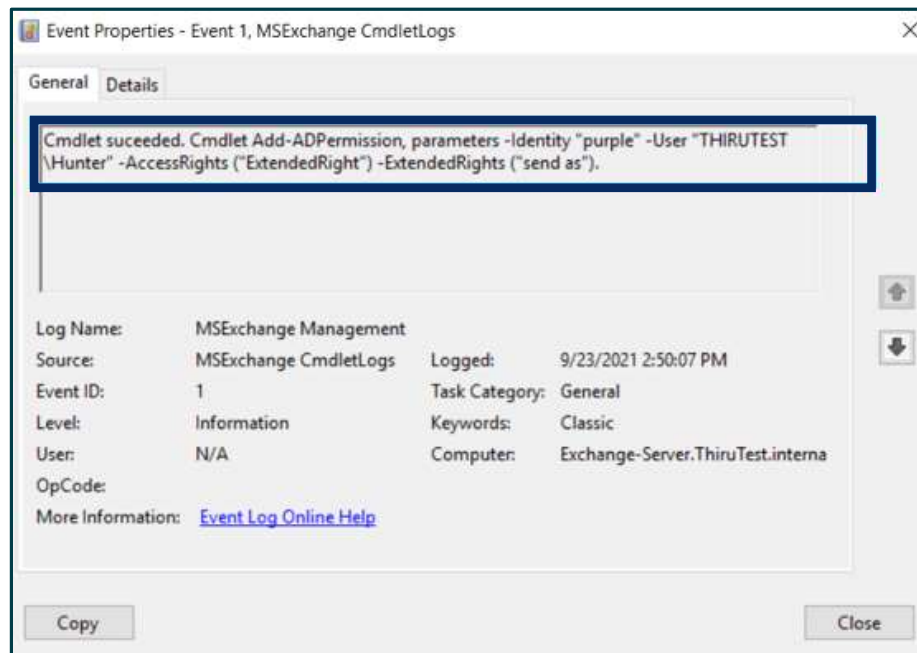 Event Properties - Event 1, MSExchange CmdletLogs
General Details
Cmdlet suceeded. Cmdlet Add-ADPermission, parameters -Identity "purple" -User "THIRUTEST
\Hunter" -AccessRights ("ExtendedRight") -ExtendedRights ("send as").
Log Name: MSExchange Management
Source: MSExchange CmdletLogs Logged: 9/23/2021 2:50:07 PM
Event ID: 1 Task Category: General
Level: Information Keywords: Classic
User: N/A Computer: Exchange-Server.ThiruTest.interna
OpCode:
More Information: Event Log Online Help
Copy Close